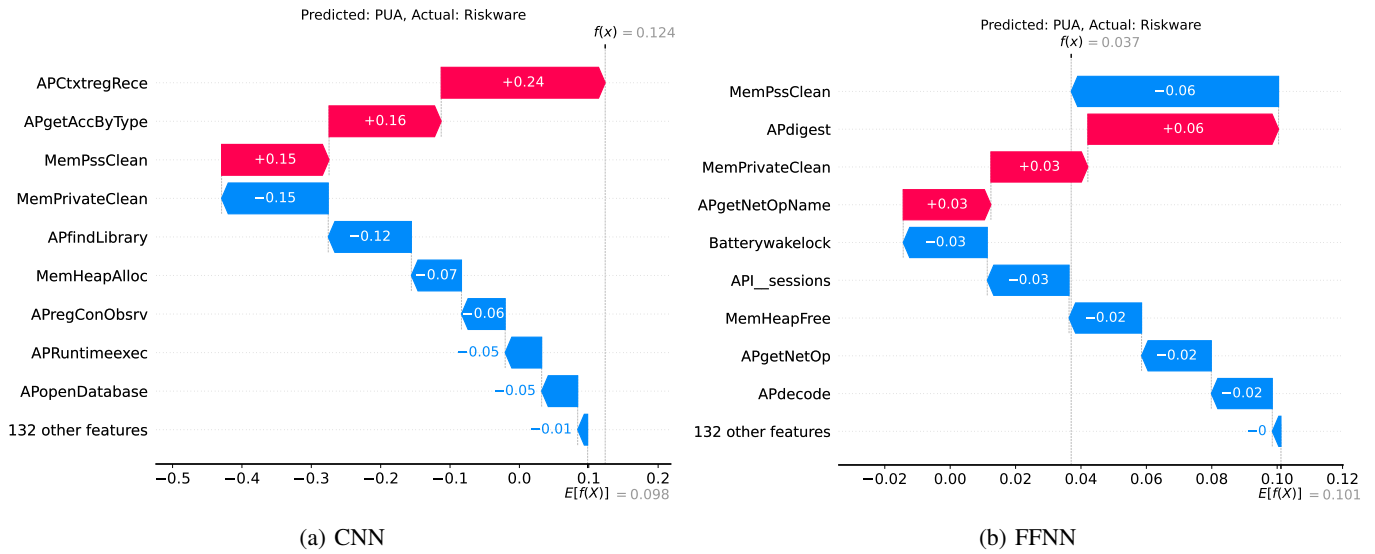 Predicted: PUA, Actual: Riskware
f(x) = 0.124
APCtxtregRece
+0.24
APgetAccByType
+0.16
MemPssClean
+0.15
MemPrivateClean
−0.15
APfindLibrary
−0.12
MemHeapAlloc
−0.07
APregConObsrv
−0.06
APRuntimeexec
−0.05
APopenDatabase
−0.05
132 other features
−0.01
−0.5 −0.4 −0.3 −0.2 −0.1 0.0 0.1 0.2
E[f(X)] = 0.098
(a) CNN
Predicted: PUA, Actual: Riskware
f(x) = 0.037
MemPssClean
−0.06
APdigest
+0.06
MemPrivateClean
+0.03
APgetNetOpName
+0.03
Batterywakelock
−0.03
API__sessions
−0.03
MemHeapFree
−0.02
APgetNetOp
−0.02
APdecode
−0.02
132 other features
−0
−0.02 0.00 0.02 0.04 0.06 0.08 0.10 0.12
E[f(X)] = 0.101
(b) FFNN